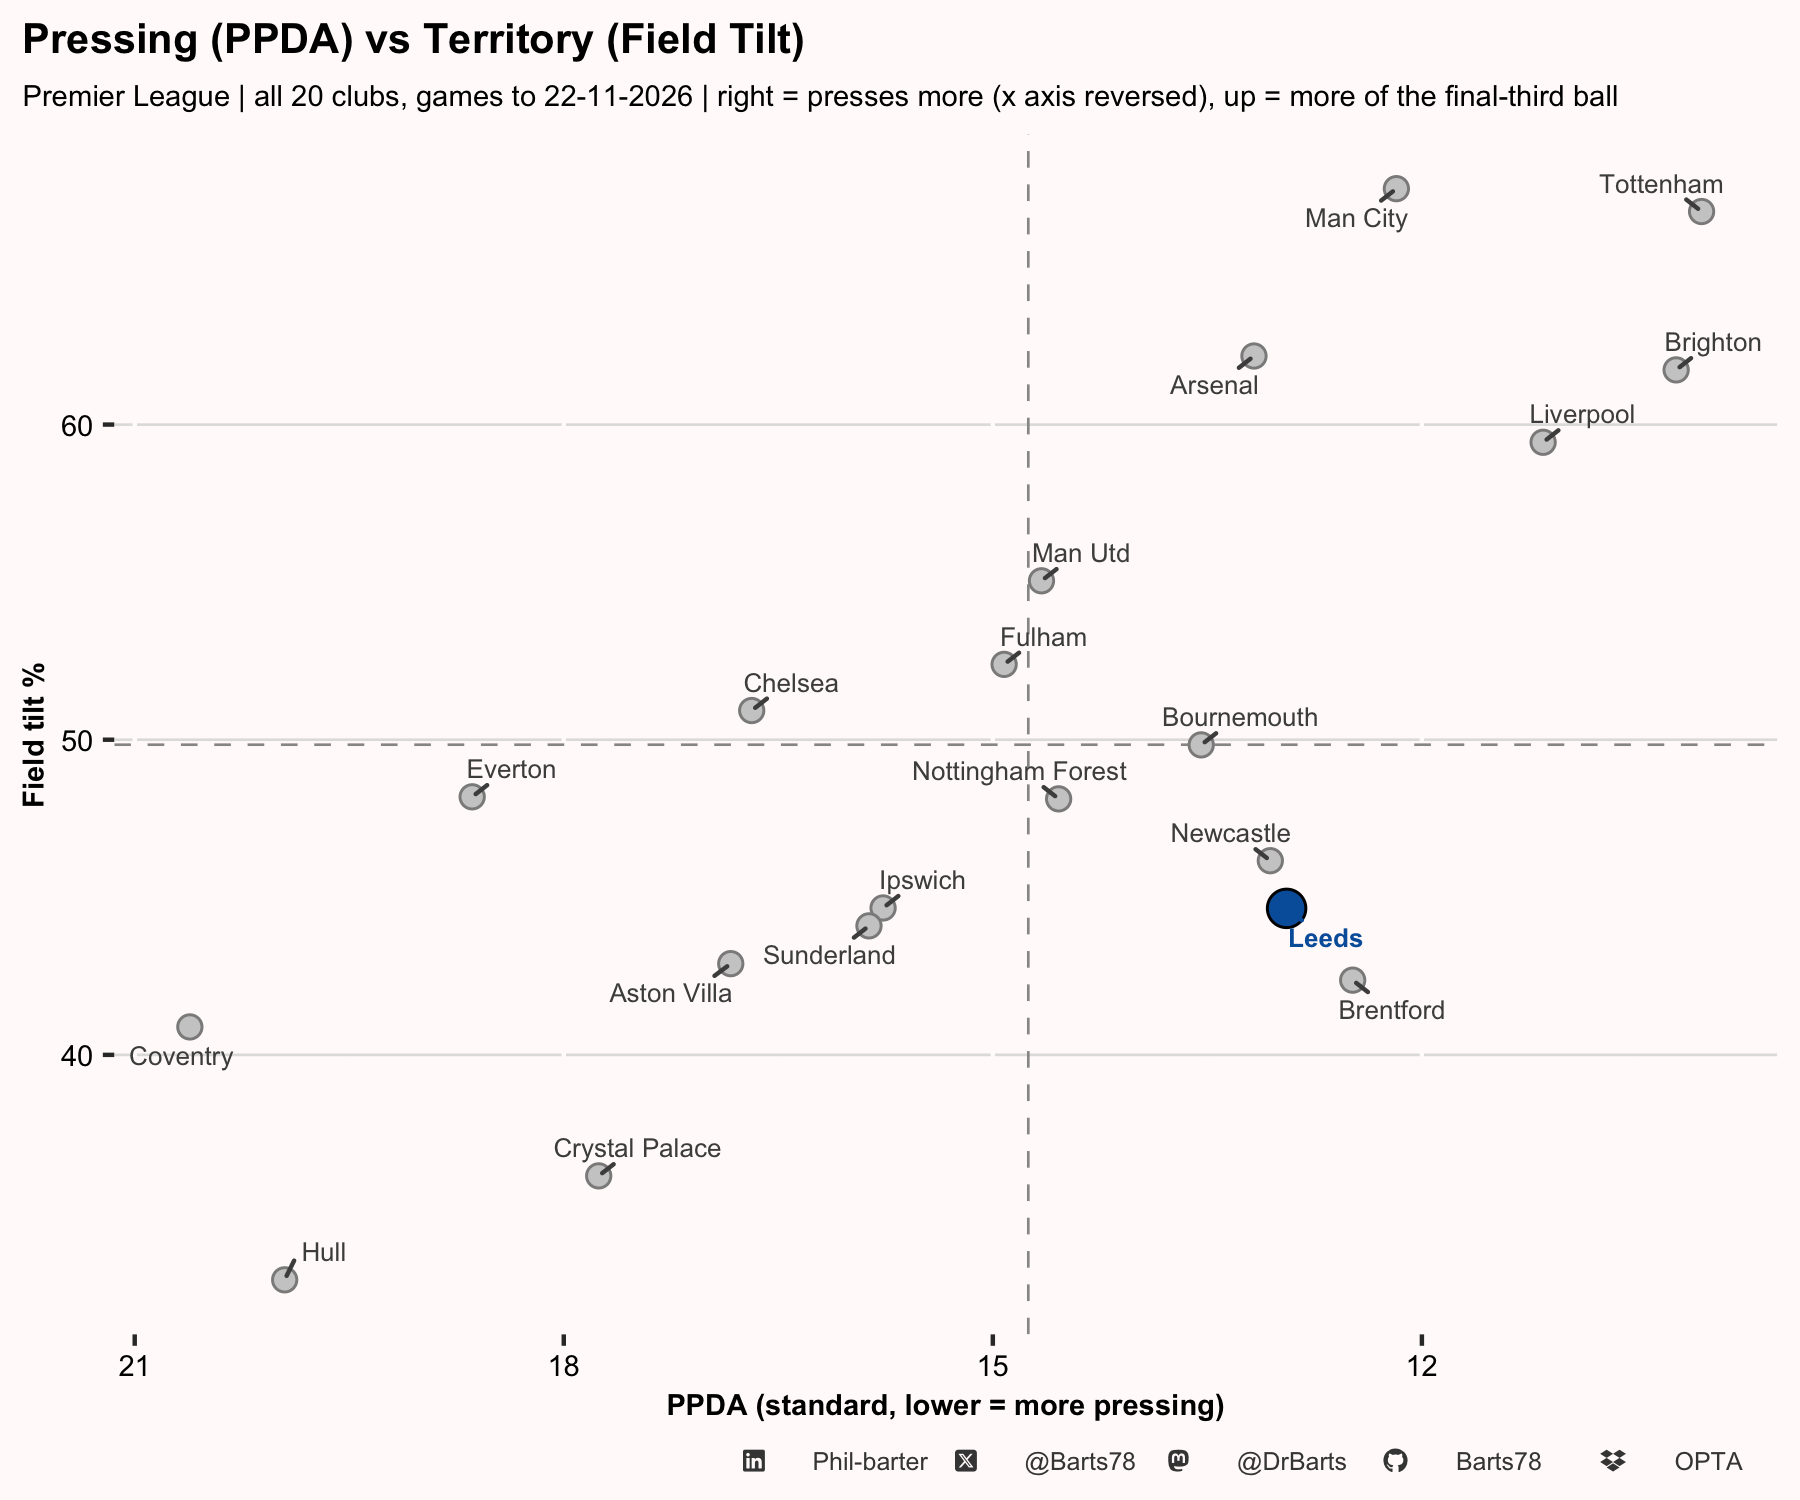 Pressing (PPDA) vs Territory (Field Tilt)
Premier League | all 20 clubs, games to 22-11-2026 | right = presses more (x axis reversed), up = more of the final-third ball
Tottenham
Man City
Brighton
Arsenal
Liverpool
60
Man Utd
Fulham
Chelsea
Bournemouth
50
Everton
Nottingham Forest
Field tilt %
Newcastle
Ipswich
Leeds
Sunderland
Aston Villa
Brentford
Coventry
40
Crystal Palace
Hull
21 18 15 12
PPDA (standard, lower = more pressing)
Phil-barter @Barts78 @DrBarts Barts78 OPTA